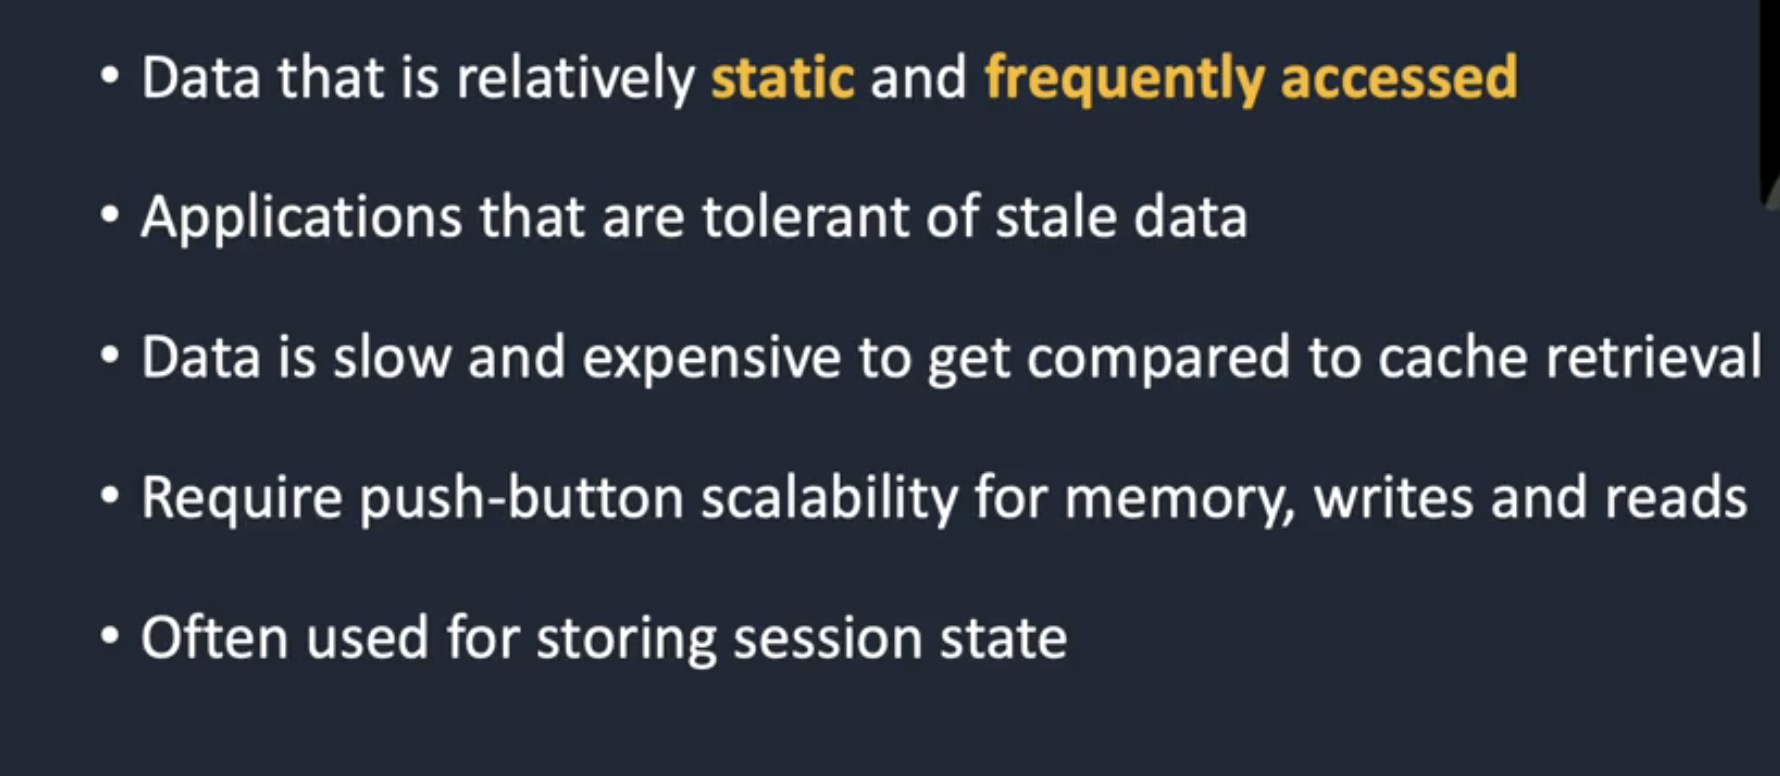 • Data that is relatively static and frequently accessed
• Applications that are tolerant of stale data
• Data is slow and expensive to get compared to cache retrieval
• Require push-button scalability for memory, writes and reads
• Often used for storing session state